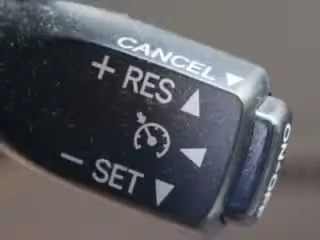 CANCEL ▼
+ RES ▲
◀
− SET ▼
ON-OFF